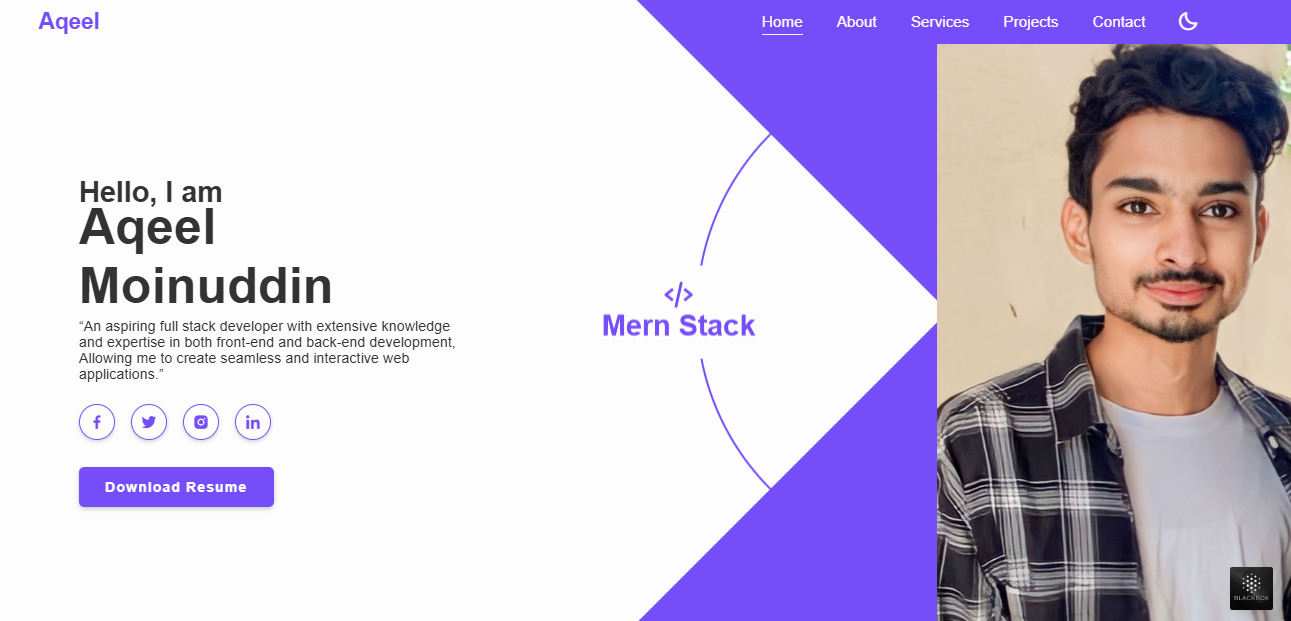 Aqeel
Home About Services Projects Contact
Hello, I am
Aqeel
Moinuddin
“An aspiring full stack developer with extensive knowledge
and expertise in both front-end and back-end development,
Allowing me to create seamless and interactive web
applications.”
Download Resume
</>
Mern Stack
BLACKBOX